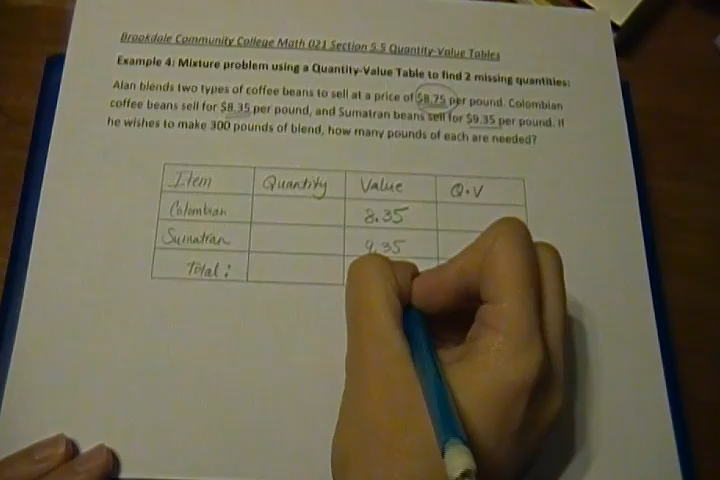 Brookdale Community College Math 021 Section 5.5 Quantity-Value Tables
Example 4: Mixture problem using a Quantity-Value Table to find 2 missing quantities:
Alan blends two types of coffee beans to sell at a price of $8.75 per pound. Colombian
coffee beans sell for $8.35 per pound, and Sumatran beans sell for $9.35 per pound. If
he wishes to make 300 pounds of blend, how many pounds of each are needed?
Item Quantity Value Q·V
Colombian 8.35
Sumatran 9.35
Total: